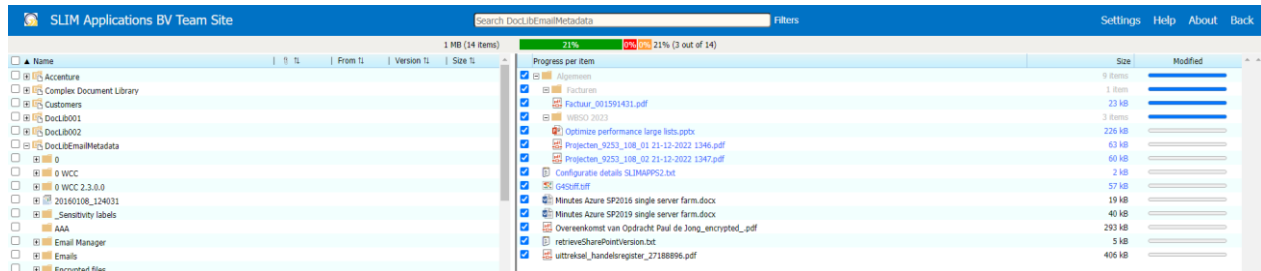 SLIM Applications BV Team Site
Search DocLibEmailMetadata
Filters
Settings Help About Back
1 MB (14 items)
21% 0% 0% 21% (3 out of 14)
Name From Version Size
Accenture
Complex Document Library
Customers
DocLib001
DocLib002
DocLibEmailMetadata
0
0 WCC
0 WCC 2.3.0.0
20160108_124031
_Sensitivity labels
AAA
Email Manager
Emails
Encrypted files
Progress per item Size Modified
Algemeen 9 items
Facturen 1 item
Factuur_001591431.pdf 23 kB
WBSO 2023 3 items
Optimize performance large lists.pptx 226 kB
Projecten_9253_108_01 21-12-2022 1346.pdf 63 kB
Projecten_9253_108_02 21-12-2022 1347.pdf 60 kB
Configuratie details SLIMAPPS2.txt 2 kB
G4Stiff.tiff 57 kB
Minutes Azure SP2016 single server farm.docx 19 kB
Minutes Azure SP2019 single server farm.docx 40 kB
Overeenkomst van Opdracht Paul de Jong_encrypted_.pdf 293 kB
retrieveSharePointVersion.txt 5 kB
uittreksel_handelsregister_27188896.pdf 406 kB